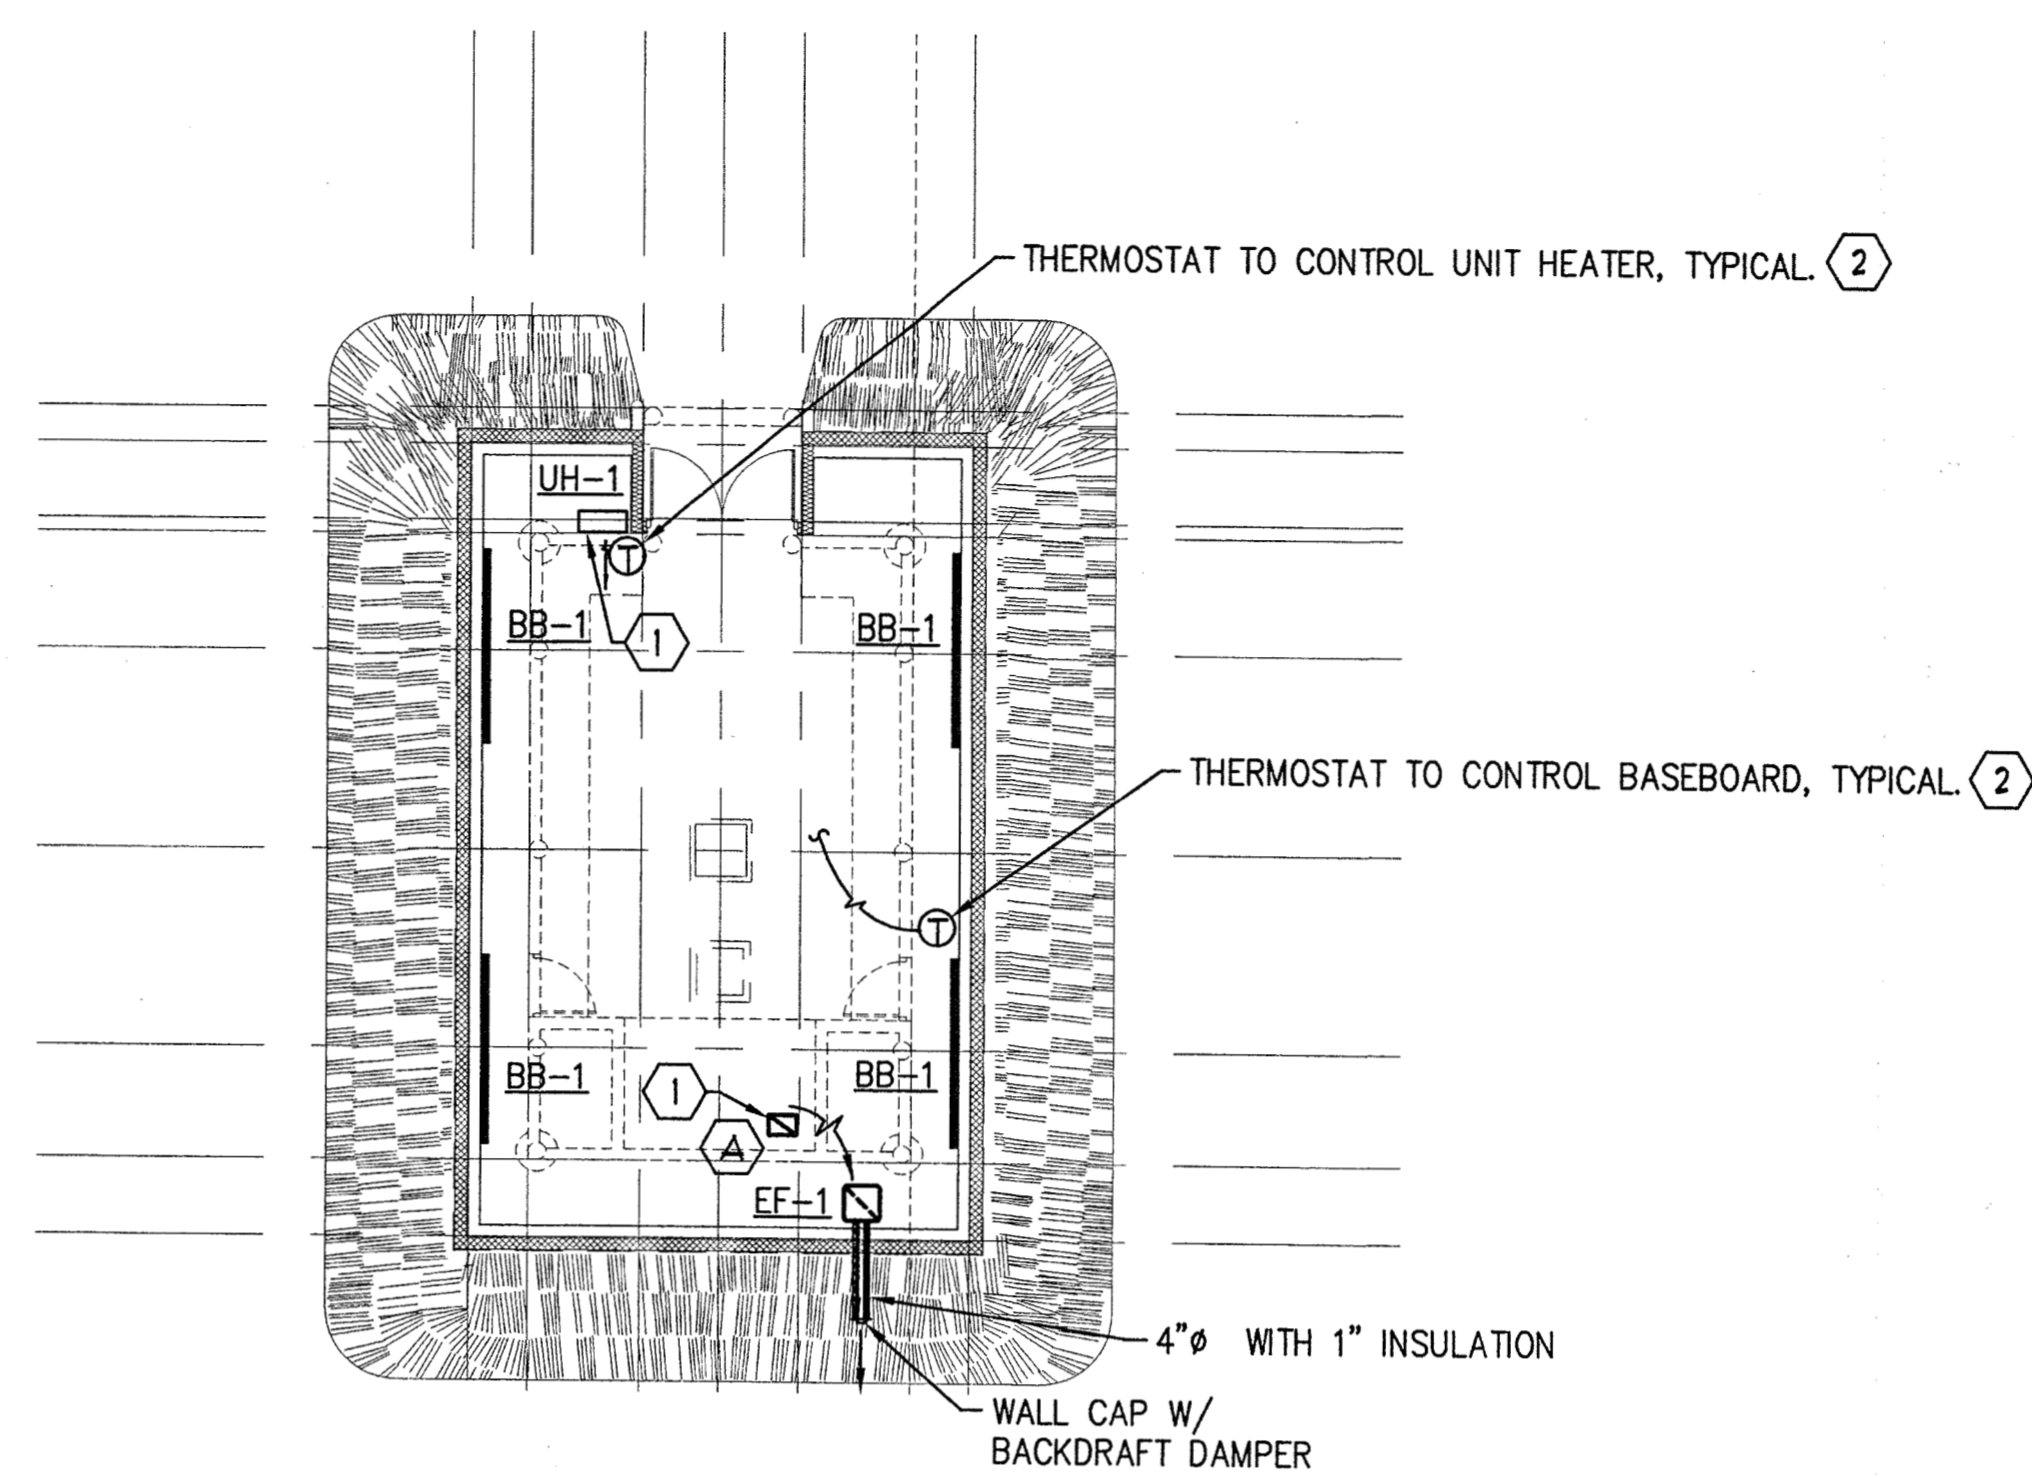 THERMOSTAT TO CONTROL UNIT HEATER, TYPICAL. 2
UH-1
T
BB-1
1
BB-1
THERMOSTAT TO CONTROL BASEBOARD, TYPICAL. 2
T
BB-1
1
BB-1
A
EF-1
4"ø WITH 1" INSULATION
WALL CAP W/
BACKDRAFT DAMPER